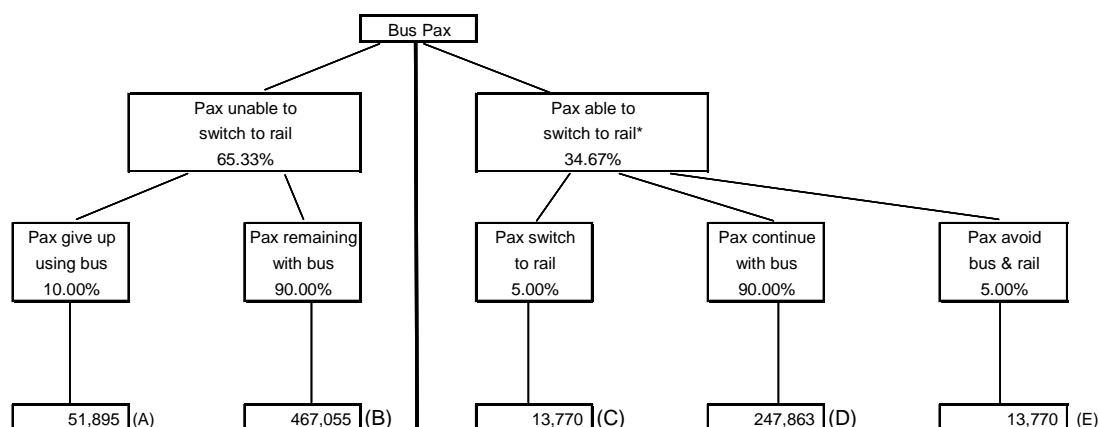 Bus Pax
Pax unable to
switch to rail
65.33%
Pax able to
switch to rail*
34.67%
Pax give up
using bus
10.00%
Pax remaining
with bus
90.00%
Pax switch
to rail
5.00%
Pax continue
with bus
90.00%
Pax avoid
bus & rail
5.00%
51,895 (A)
467,055 (B)
13,770 (C)
247,863 (D)
13,770 (E)